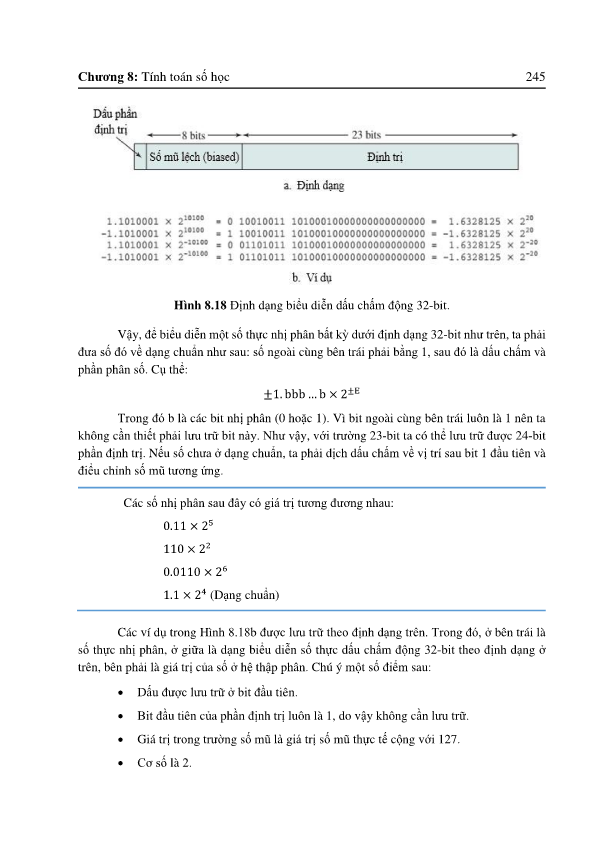 Chương 8: Tính toán số học 245
Dấu phần
định trị
8 bits 23 bits
Số mũ lệch (biased) Định trị
a. Định dạng
1.1010001 × 2^10100 = 0 10010011 10100010000000000000000 = 1.6328125 × 2^20
-1.1010001 × 2^10100 = 1 10010011 10100010000000000000000 = -1.6328125 × 2^20
1.1010001 × 2^-10100 = 0 01101011 10100010000000000000000 = 1.6328125 × 2^-20
-1.1010001 × 2^-10100 = 1 01101011 10100010000000000000000 = -1.6328125 × 2^-20
b. Ví dụ
Hình 8.18 Định dạng biểu diễn dấu chấm động 32-bit.
Vậy, để biểu diễn một số thực nhị phân bất kỳ dưới định dạng 32-bit như trên, ta phải
đưa số đó về dạng chuẩn như sau: số ngoài cùng bên trái phải bằng 1, sau đó là dấu chấm và
phần phân số. Cụ thể:
±1. bbb … b × 2^±E
Trong đó b là các bit nhị phân (0 hoặc 1). Vì bit ngoài cùng bên trái luôn là 1 nên ta
không cần thiết phải lưu trữ bit này. Như vậy, với trường 23-bit ta có thể lưu trữ được 24-bit
phần định trị. Nếu số chưa ở dạng chuẩn, ta phải dịch dấu chấm về vị trí sau bit 1 đầu tiên và
điều chỉnh số mũ tương ứng.
Các số nhị phân sau đây có giá trị tương đương nhau:
0.11 × 2^5
110 × 2^2
0.0110 × 2^6
1.1 × 2^4 (Dạng chuẩn)
Các ví dụ trong Hình 8.18b được lưu trữ theo định dạng trên. Trong đó, ở bên trái là
số thực nhị phân, ở giữa là dạng biểu diễn số thực dấu chấm động 32-bit theo định dạng ở
trên, bên phải là giá trị của số ở hệ thập phân. Chú ý một số điểm sau:
• Dấu được lưu trữ ở bit đầu tiên.
• Bit đầu tiên của phần định trị luôn là 1, do vậy không cần lưu trữ.
• Giá trị trong trường số mũ là giá trị số mũ thực tế cộng với 127.
• Cơ số là 2.